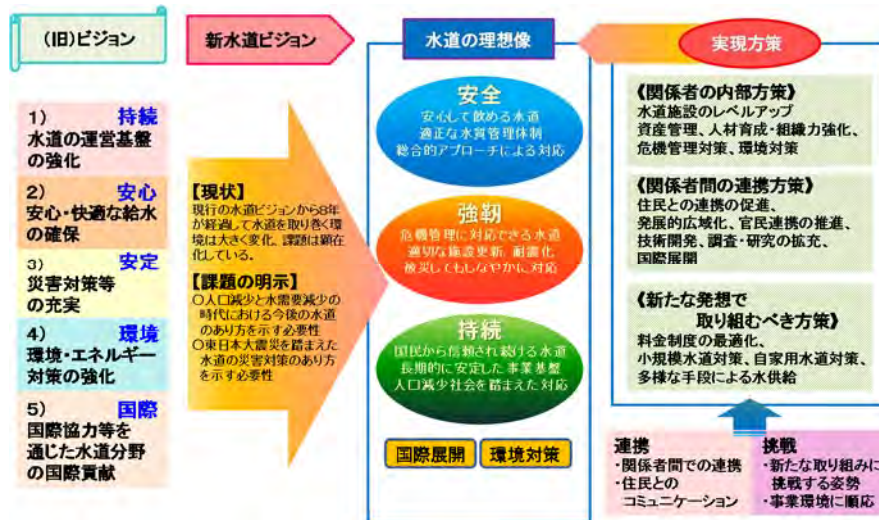 (旧)ビジョン
新水道ビジョン
水道の理想像
実現方策
1) 持続
水道の運営基盤
の強化
2) 安心
安心・快適な給水
の確保
3) 安定
災害対策等
の充実
4) 環境
環境・エネルギー
対策の強化
5) 国際
国際協力等を
通じた水道分野
の国際貢献
【現状】
現行の水道ビジョンから8年
が経過して水道を取り巻く環
境は大きく変化、課題は顕在
化している。
【課題の明示】
○人口減少と水需要減少の
時代における今後の水道
のあり方を示す必要性
○東日本大震災を踏まえた
水道の災害対策のあり方
を示す必要性
安全
安心して飲める水道
適正な水質管理体制
総合的アプローチによる対応
強靭
危機管理に対応できる水道
適切な施設更新、耐震化
被災してもしなやかに対応
持続
国民から信頼され続ける水道
長期的に安定した事業基盤
人口減少社会を踏まえた対応
国際展開
環境対策
《関係者の内部方策》
水道施設のレベルアップ
資産管理、人材育成・組織力強化、
危機管理対策、環境対策
《関係者間の連携方策》
住民との連携の促進、
発展的広域化、官民連携の推進、
技術開発、調査・研究の拡充、
国際展開
《新たな発想で
取り組むべき方策》
料金制度の最適化、
小規模水道対策、自家用水道対策、
多様な手段による水供給
連携
・関係者間での連携
・住民との
コミュニケーション
挑戦
・新たな取り組みに
挑戦する姿勢
・事業環境に順応